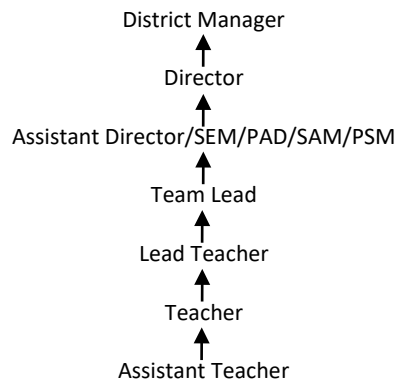 District Manager
Director
Assistant Director/SEM/PAD/SAM/PSM
Team Lead
Lead Teacher
Teacher
Assistant Teacher